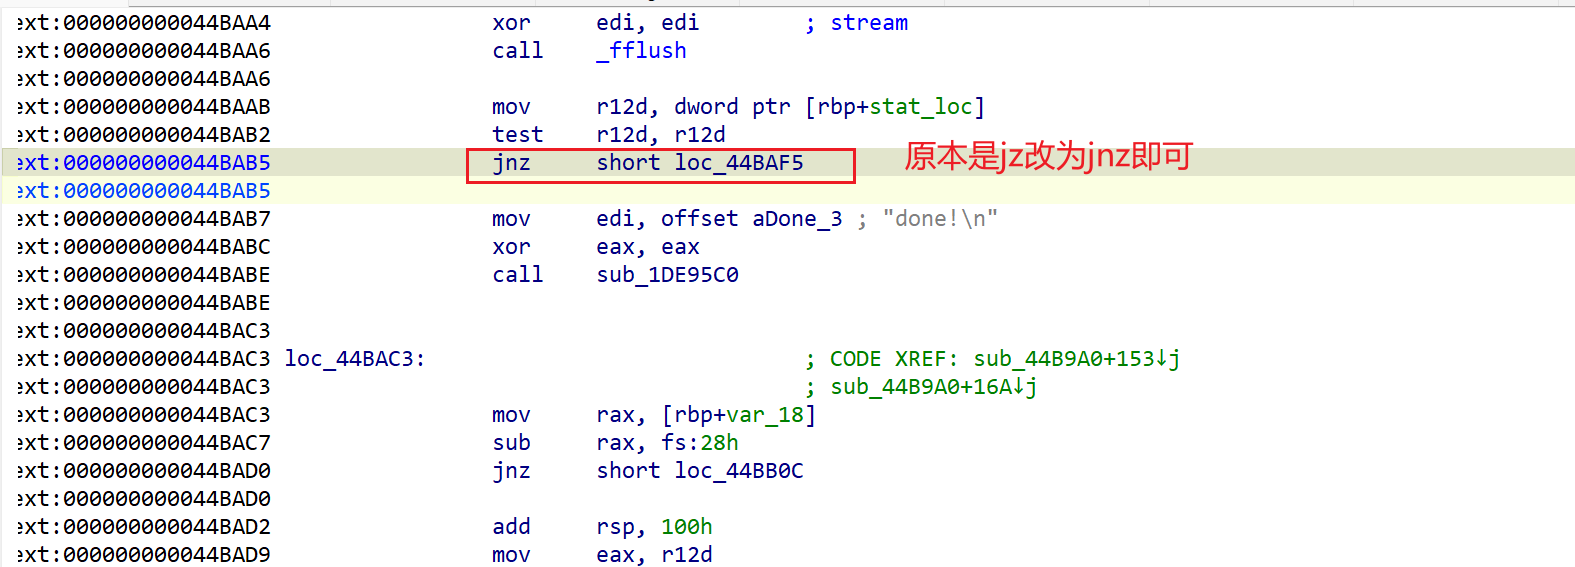 ext:000000000044BAA4 xor edi, edi ; stream
ext:000000000044BAA6 call _fflush
ext:000000000044BAA6
ext:000000000044BAAB mov r12d, dword ptr [rbp+stat_loc]
ext:000000000044BAB2 test r12d, r12d
ext:000000000044BAB5 jnz short loc_44BAF5 原本是jz改为jnz即可
ext:000000000044BAB5
ext:000000000044BAB7 mov edi, offset aDone_3 ; "done!\n"
ext:000000000044BABC xor eax, eax
ext:000000000044BABE call sub_1DE95C0
ext:000000000044BABE
ext:000000000044BAC3
ext:000000000044BAC3 loc_44BAC3: ; CODE XREF: sub_44B9A0+153↓j
ext:000000000044BAC3 ; sub_44B9A0+16A↓j
ext:000000000044BAC3 mov rax, [rbp+var_18]
ext:000000000044BAC7 sub rax, fs:28h
ext:000000000044BAD0 jnz short loc_44BB0C
ext:000000000044BAD0
ext:000000000044BAD2 add rsp, 100h
ext:000000000044BAD9 mov eax, r12d